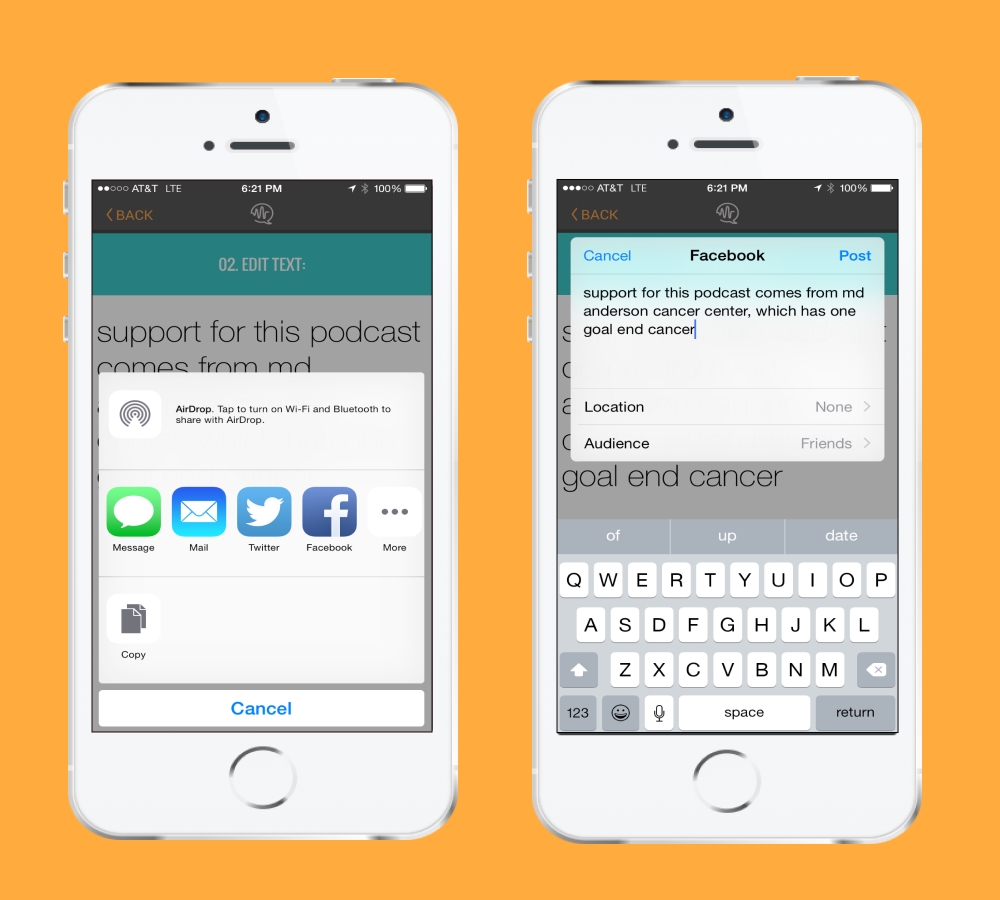 AT&T LTE 6:21 PM 100%
BACK
02. EDIT TEXT:
support for this podcast
comes from md
AirDrop. Tap to turn on Wi-Fi and Bluetooth to
share with AirDrop.
Message Mail Twitter Facebook More
Copy
Cancel
AT&T LTE 6:21 PM 100%
BACK
Cancel Facebook Post
support for this podcast comes from md
anderson cancer center, which has one
goal end cancer
Location None
Audience Friends
goal end cancer
of up date
Q W E R T Y U I O P
A S D F G H J K L
Z X C V B N M
123 space return